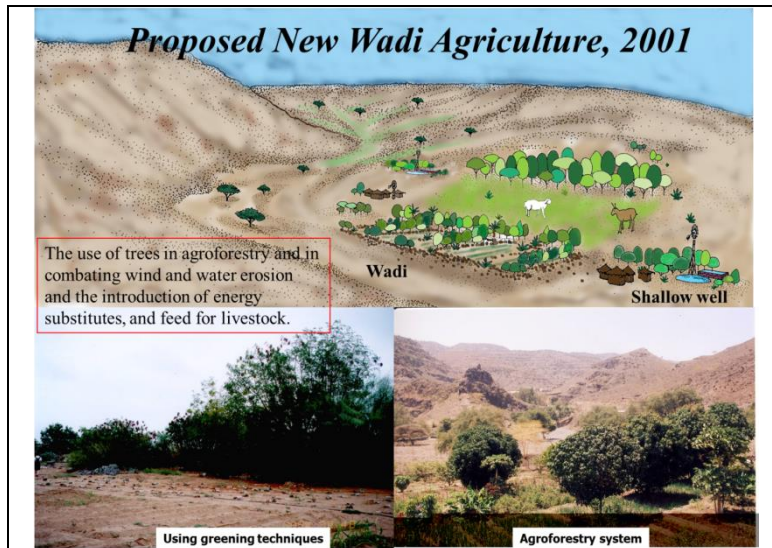 Proposed New Wadi Agriculture, 2001
The use of trees in agroforestry and in
combating wind and water erosion
and the introduction of energy
substitutes, and feed for livestock.
Wadi
Shallow well
Using greening techniques
Agroforestry system